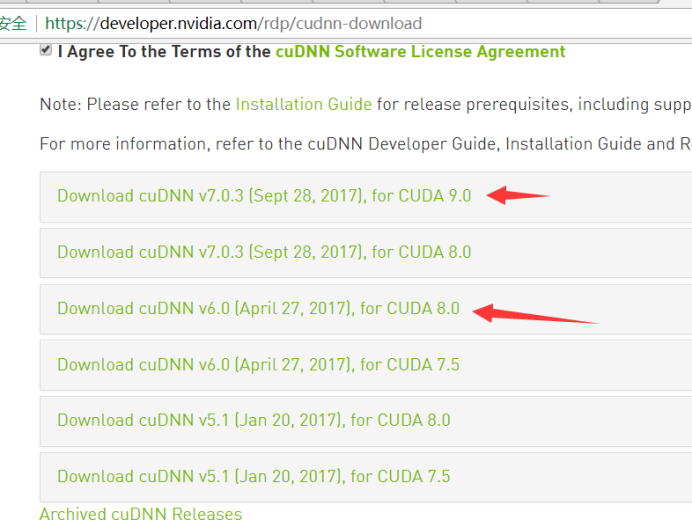 安全 https://developer.nvidia.com/rdp/cudnn-download
I Agree To the Terms of the cuDNN Software License Agreement
Note: Please refer to the Installation Guide for release prerequisites, including supp
For more information, refer to the cuDNN Developer Guide, Installation Guide and R
Download cuDNN v7.0.3 (Sept 28, 2017), for CUDA 9.0
Download cuDNN v7.0.3 (Sept 28, 2017), for CUDA 8.0
Download cuDNN v6.0 (April 27, 2017), for CUDA 8.0
Download cuDNN v6.0 (April 27, 2017), for CUDA 7.5
Download cuDNN v5.1 (Jan 20, 2017), for CUDA 8.0
Download cuDNN v5.1 (Jan 20, 2017), for CUDA 7.5
Archived cuDNN Releases